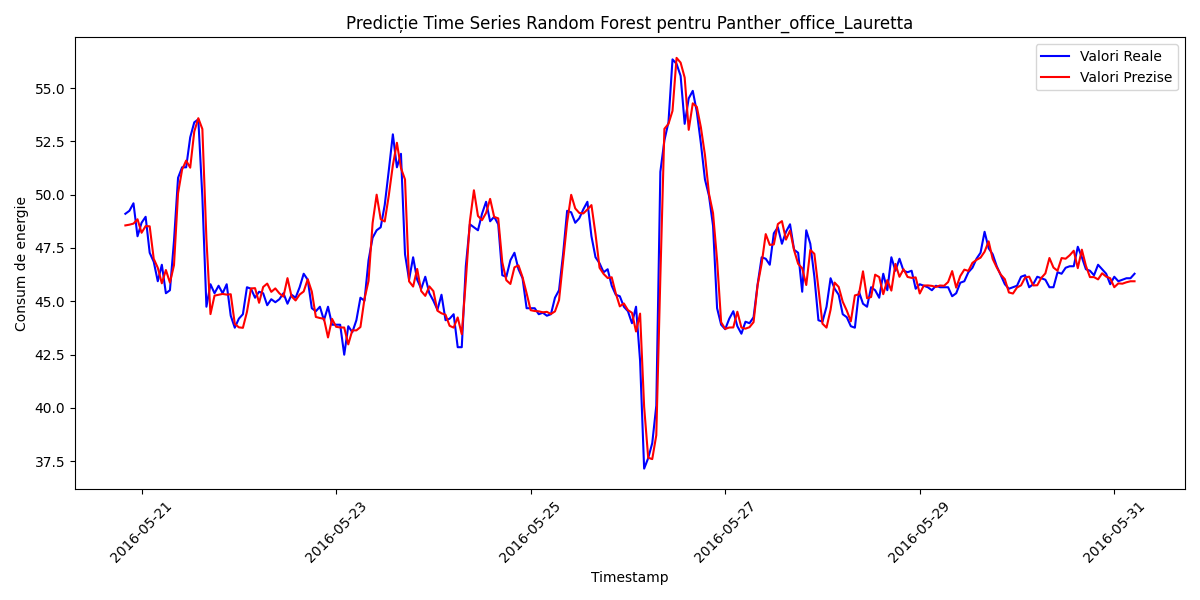 Predicție Time Series Random Forest pentru Panther_office_Lauretta
Valori Reale
Valori Prezise
Consum de energie
55.0
52.5
50.0
47.5
45.0
42.5
40.0
37.5
2016-05-21
2016-05-23
2016-05-25
2016-05-27
2016-05-29
2016-05-31
Timestamp